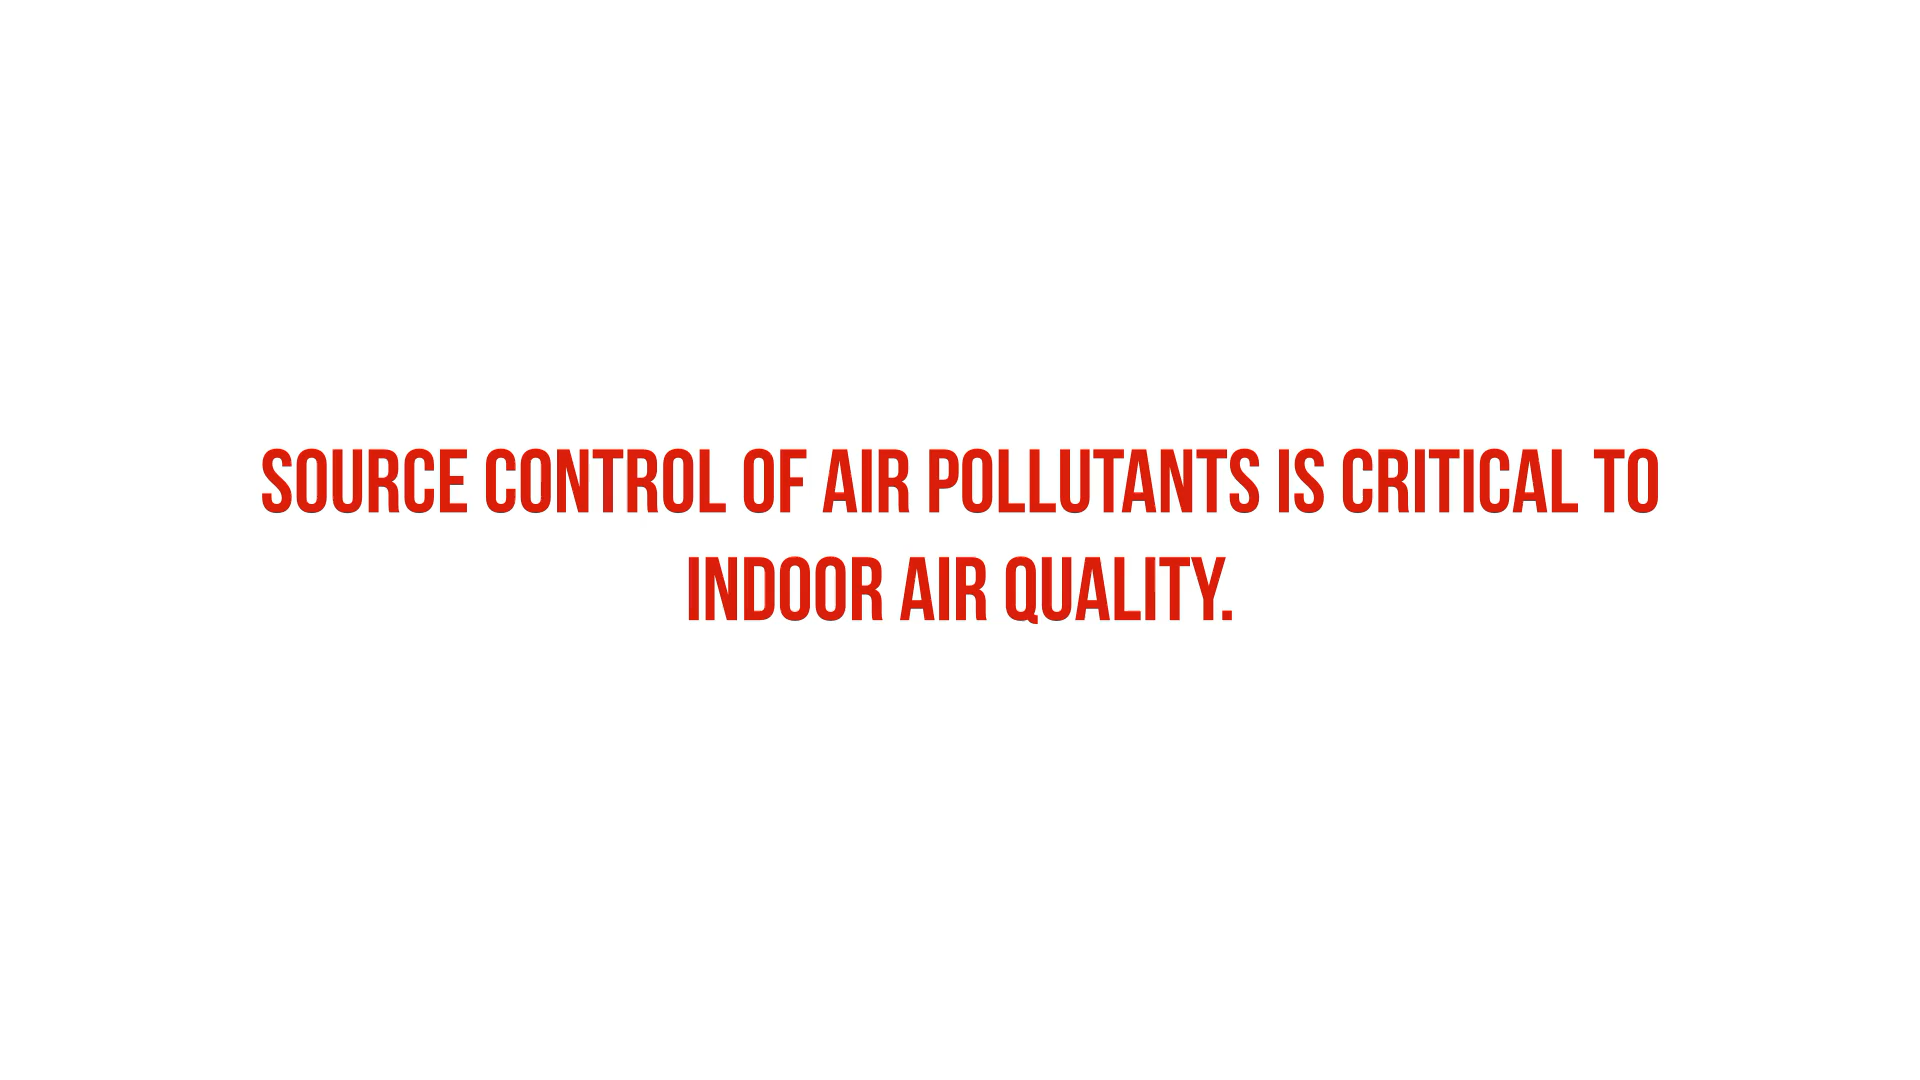 SOURCE CONTROL OF AIR POLLUTANTS IS CRITICAL TO
INDOOR AIR QUALITY.